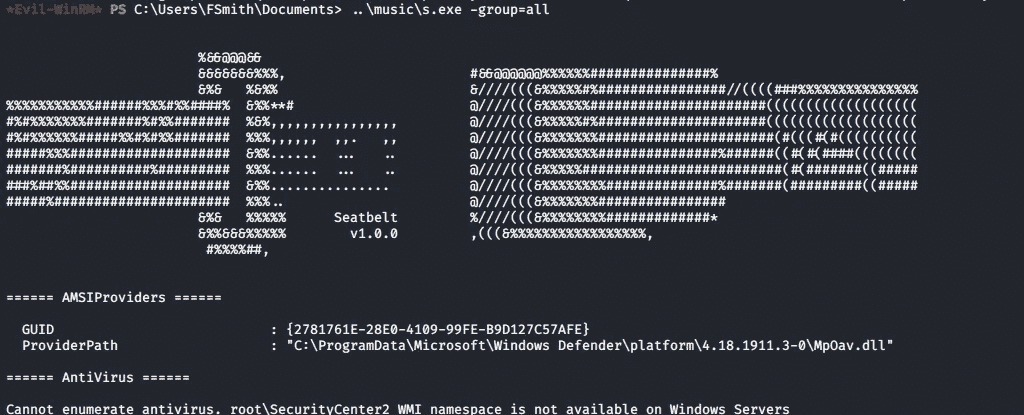 *Evil-WinRM* PS C:\Users\FSmith\Documents> ..\music\s.exe -group=all
Seatbelt
v1.0.0
====== AMSIProviders ======
GUID : {2781761E-28E0-4109-99FE-B9D127C57AFE}
ProviderPath : "C:\ProgramData\Microsoft\Windows Defender\platform\4.18.1911.3-0\MpOav.dll"
====== AntiVirus ======
Cannot enumerate antivirus. root\SecurityCenter2 WMI namespace is not available on Windows Servers